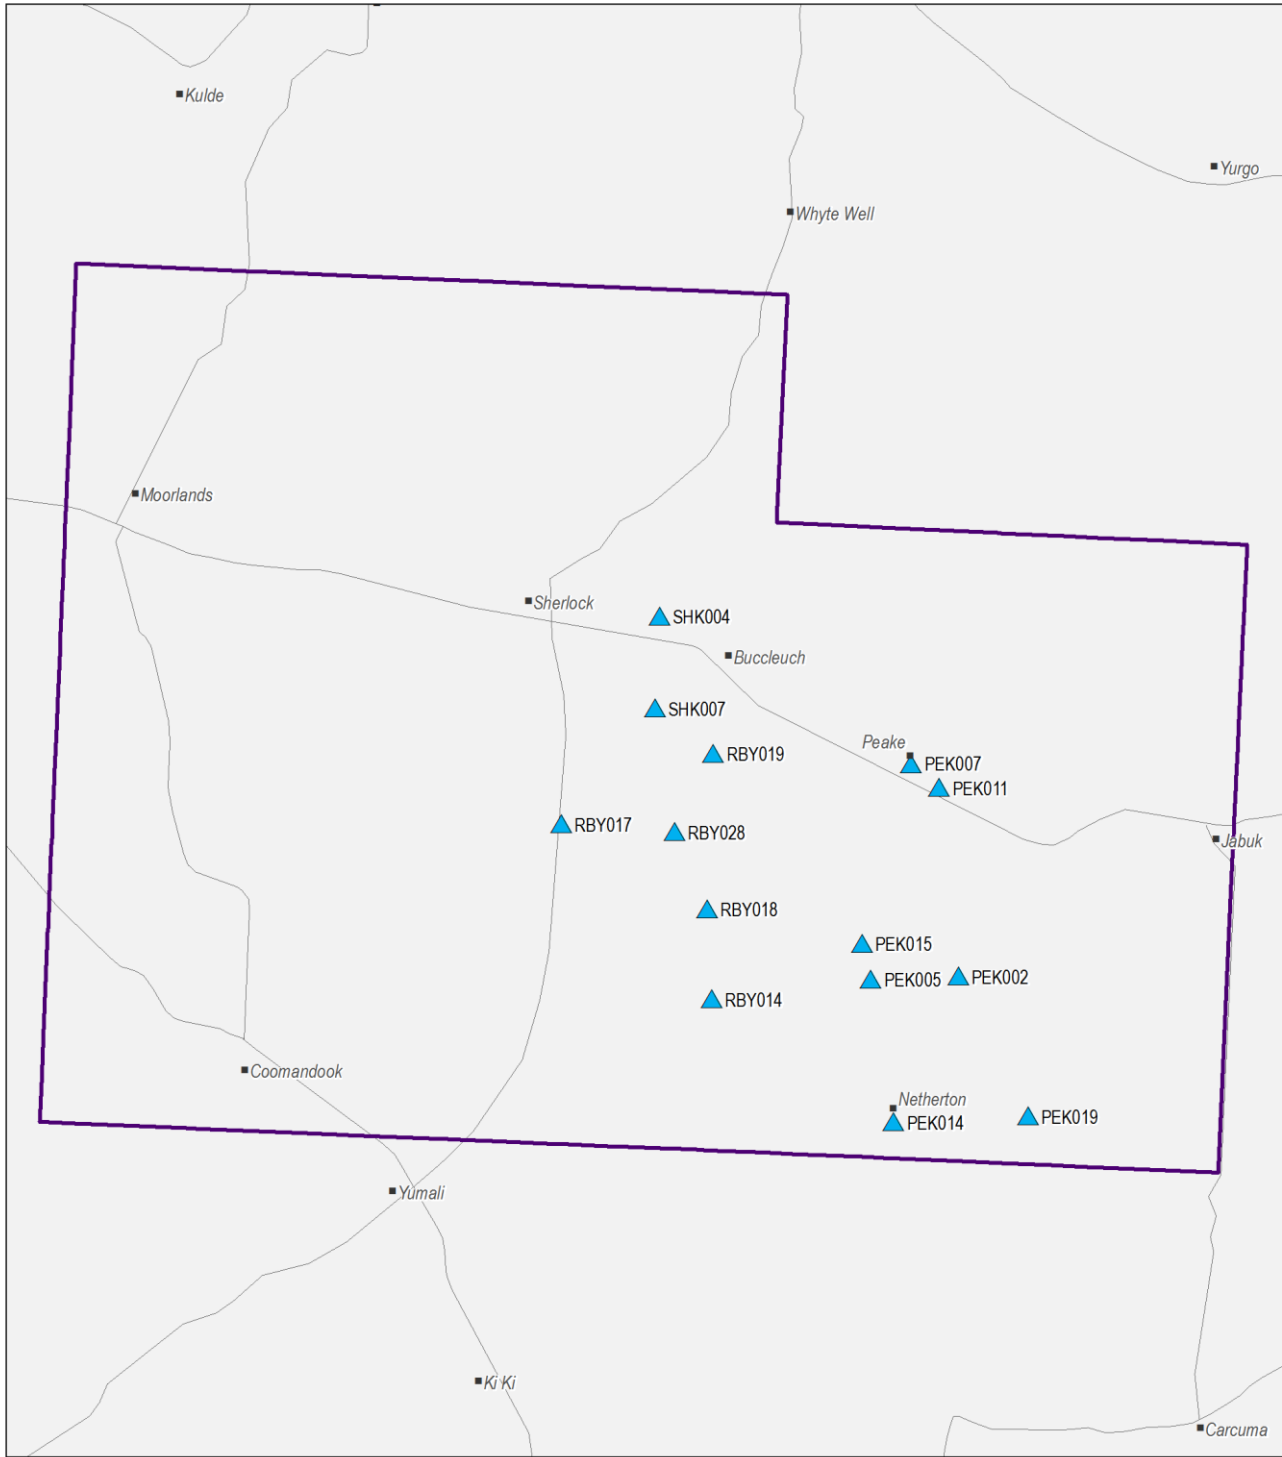 Kulde
Yurgo
Whyte Well
Moorlands
Sherlock
SHK004
Buccleuch
SHK007
Peake
RBY019
PEK007
PEK011
RBY017
RBY028
Jabuk
RBY018
PEK015
PEK005
PEK002
RBY014
Coomandook
Netherton
PEK014
PEK019
Yumali
Ki Ki
Carcuma